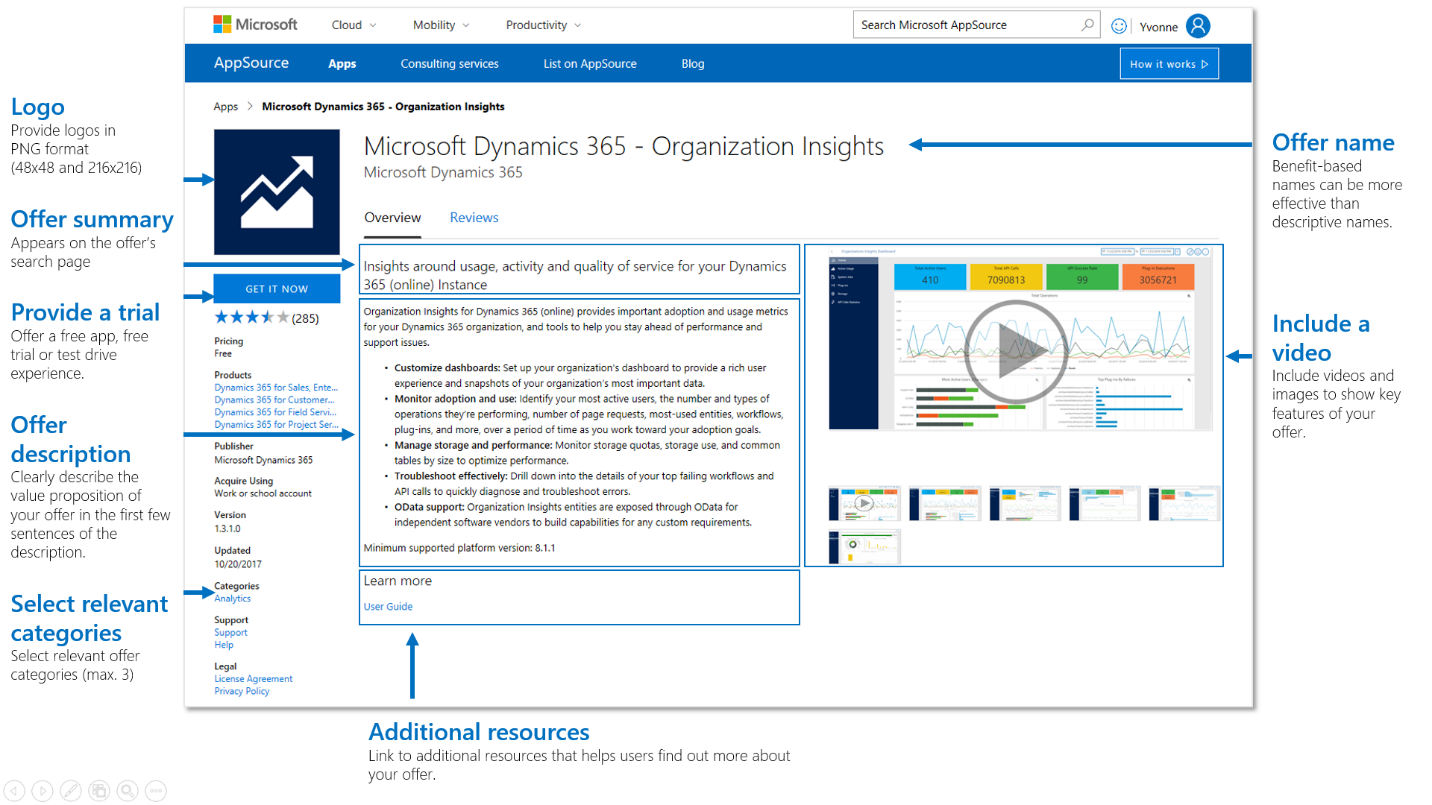 Microsoft
Cloud
Mobility
Productivity
Search Microsoft AppSource
Yvonne
AppSource
Apps
Consulting services
List on AppSource
Blog
How it works
Apps > Microsoft Dynamics 365 - Organization Insights
Logo
Provide logos in
PNG format
(48x48 and 216x216)
Offer summary
Appears on the offer's
search page
Provide a trial
Offer a free app, free
trial or test drive
experience.
Offer
description
Clearly describe the
value proposition of
your offer in the first few
sentences of the
description.
Select relevant
categories
Select relevant offer
categories (max. 3)
GET IT NOW
(285)
Pricing
Free
Products
Dynamics 365 for Sales, Ente...
Dynamics 365 for Customer...
Dynamics 365 for Field Servi...
Dynamics 365 for Project Ser...
Publisher
Microsoft Dynamics 365
Acquire Using
Work or school account
Version
1.3.1.0
Updated
10/20/2017
Categories
Analytics
Support
Support
Help
Legal
License Agreement
Privacy Policy
Microsoft Dynamics 365 - Organization Insights
Microsoft Dynamics 365
Overview
Reviews
Insights around usage, activity and quality of service for your Dynamics
365 (online) Instance
Organization Insights for Dynamics 365 (online) provides important adoption and usage metrics
for your Dynamics 365 organization, and tools to help you stay ahead of performance and
support issues.
• Customize dashboards: Set up your organization's dashboard to provide a rich user
experience and snapshots of your organization's most important data.
• Monitor adoption and use: Identify your most active users, the number and types of
operations they're performing, number of page requests, most-used entities, workflows,
plug-ins, and more, over a period of time as you work toward your adoption goals.
• Manage storage and performance: Monitor storage quotas, storage use, and common
tables by size to optimize performance.
• Troubleshoot effectively: Drill down into the details of your top failing workflows and
API calls to quickly diagnose and troubleshoot errors.
• OData support: Organization Insights entities are exposed through OData for
independent software vendors to build capabilities for any custom requirements.
Minimum supported platform version: 8.1.1
Learn more
User Guide
Organization Insights Dashboard
Total Active Users
410
Total API Calls
7090813
API Success Rate
99
Plug-in Executions
3056721
Total Operations
Offer name
Benefit-based
names can be more
effective than
descriptive names.
Include a
video
Include videos and
images to show key
features of your
offer.
Additional resources
Link to additional resources that helps users find out more about
your offer.